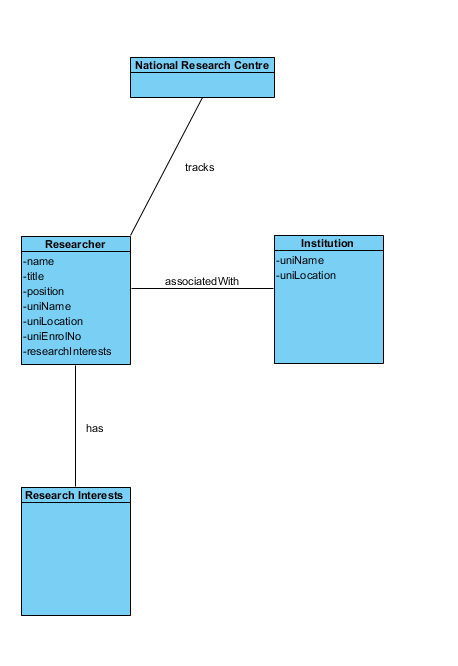 National Research Centre
tracks
Researcher
-name
-title
-position
-uniName
-uniLocation
-uniEnrolNo
-researchInterests
associatedWith
Institution
-uniName
-uniLocation
has
Research Interests